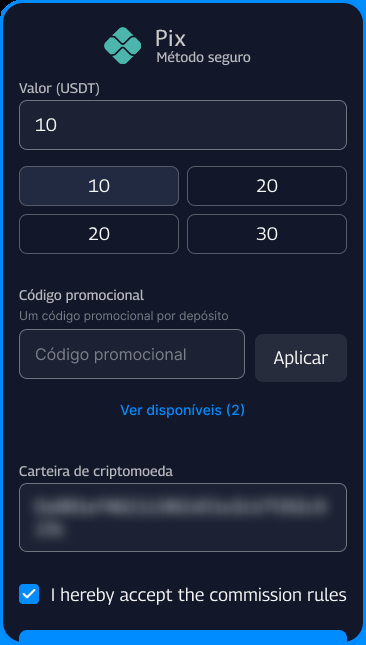 Pix
Método seguro
Valor (USDT)
10
10
20
20
30
Código promocional
Um código promocional por depósito
Código promocional
Aplicar
Ver disponíveis (2)
Carteira de criptomoeda
I hereby accept the commission rules